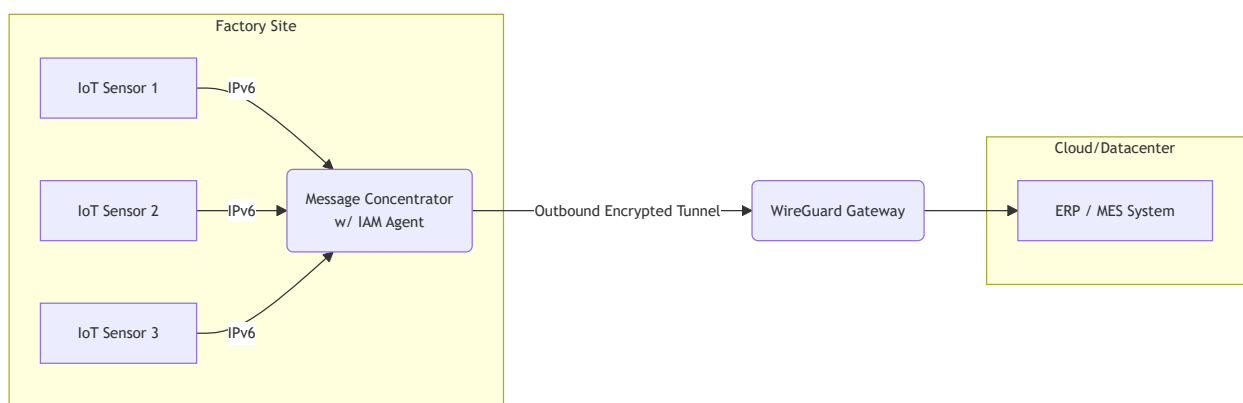 Factory Site
IoT Sensor 1
IPv6
IoT Sensor 2
IPv6
IoT Sensor 3
IPv6
Message Concentrator
w/ IAM Agent
Outbound Encrypted Tunnel
WireGuard Gateway
Cloud/Datacenter
ERP / MES System